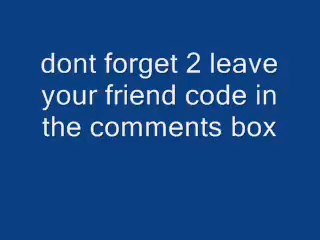 dont forget 2 leave
your friend code in
the comments box